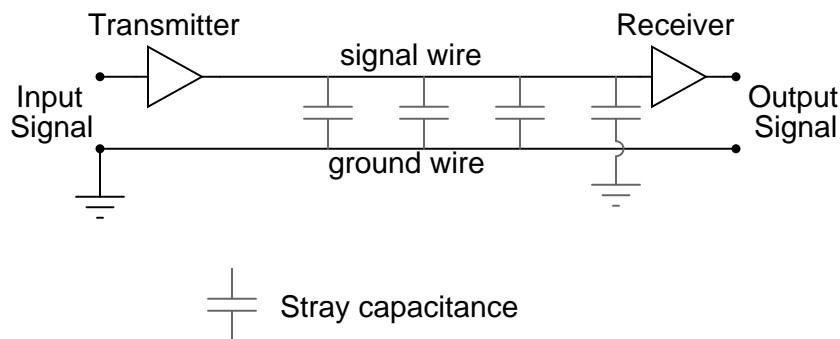 Transmitter
Receiver
signal wire
Input
Signal
Output
Signal
ground wire
Stray capacitance